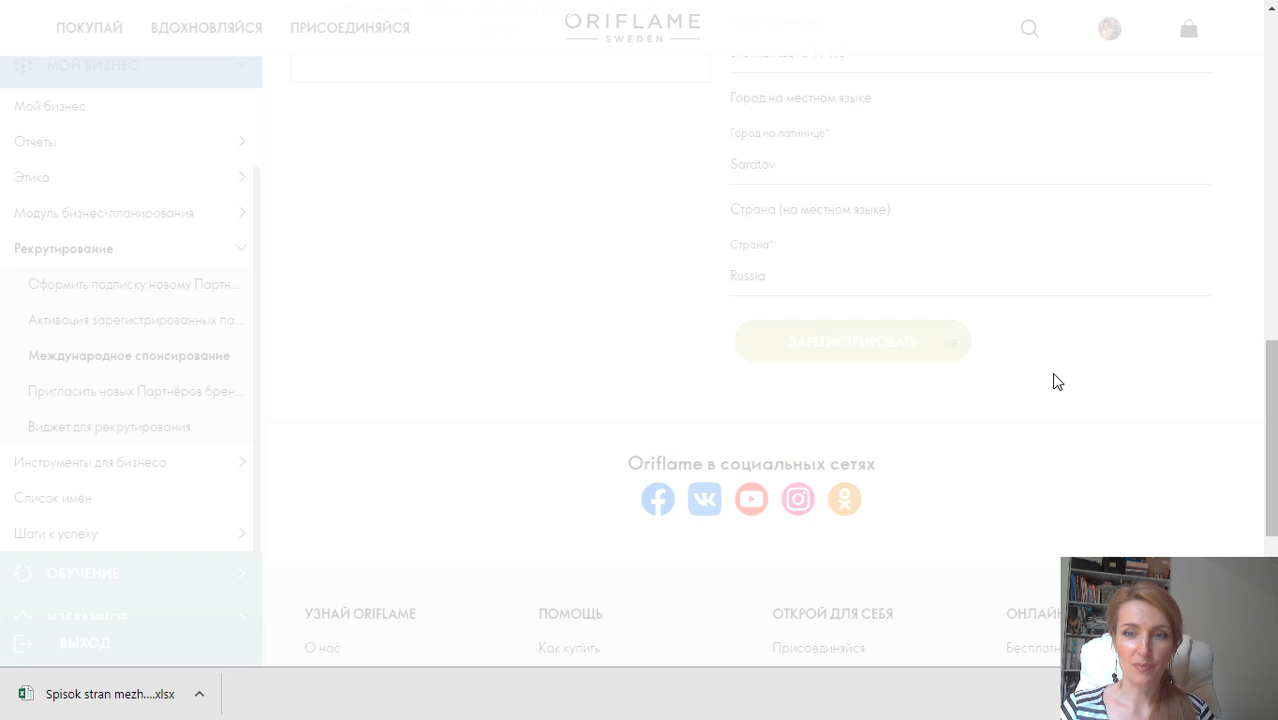 ПОКУПАЙ
ВДОХНОВЛЯЙСЯ
ПРИСОЕДИНЯЙСЯ
ORIFLAME
SWEDEN
МОЙ БИЗНЕС
Мой бизнес
Отчеты
Этика
Модуль бизнес-планирования
Рекрутирование
Оформить подписку новому Партн...
Активация зарегистрированных па...
Международное спонсирование
Пригласить новых Партнёров брен...
Виджет для рекрутирования
Инструменты для бизнеса
Список имён
Шаги к успеху
ОБУЧЕНИЕ
ИЗБРАННОЕ
ВЫХОД
Город на местном языке
Город на латинице*
Saratov
Страна (на местном языке)
Страна*
Russia
ЗАРЕГИСТРИРОВАТЬ
Oriflame в социальных сетях
УЗНАЙ ORIFLAME
ПОМОЩЬ
ОТКРОЙ ДЛЯ СЕБЯ
О нас
Как купить
Присоединяйся
Spisok stran mezh....xlsx